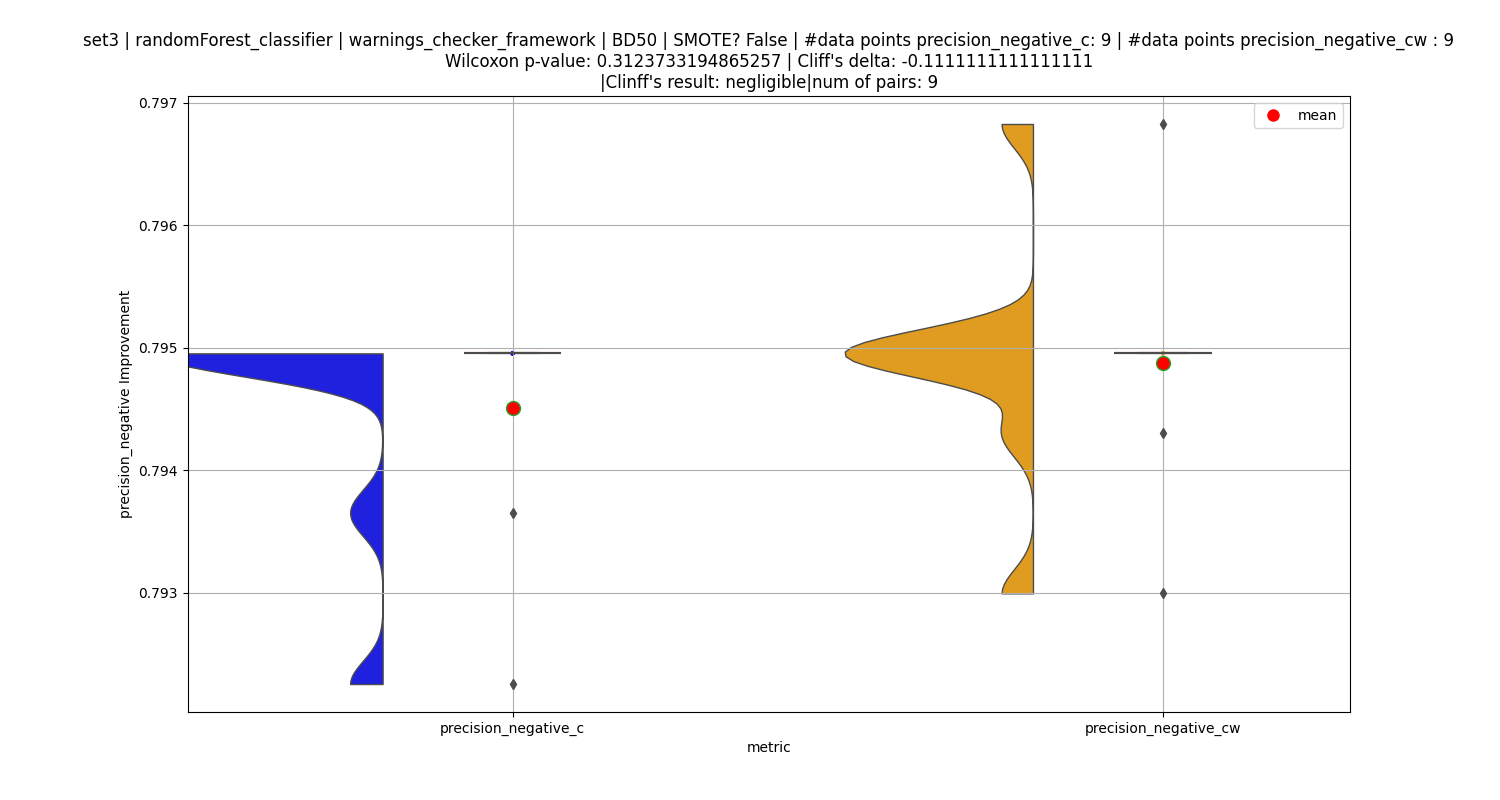 set3 | randomForest_classifier | warnings_checker_framework | BD50 | SMOTE? False | #data points precision_negative_c: 9 | #data points precision_negative_cw : 9
Wilcoxon p-value: 0.3123733194865257 | Cliff's delta: -0.1111111111111111
|Clinff's result: negligible|num of pairs: 9
mean
0.797
0.796
0.795
0.794
0.793
precision_negative Improvement
precision_negative_c
precision_negative_cw
metric